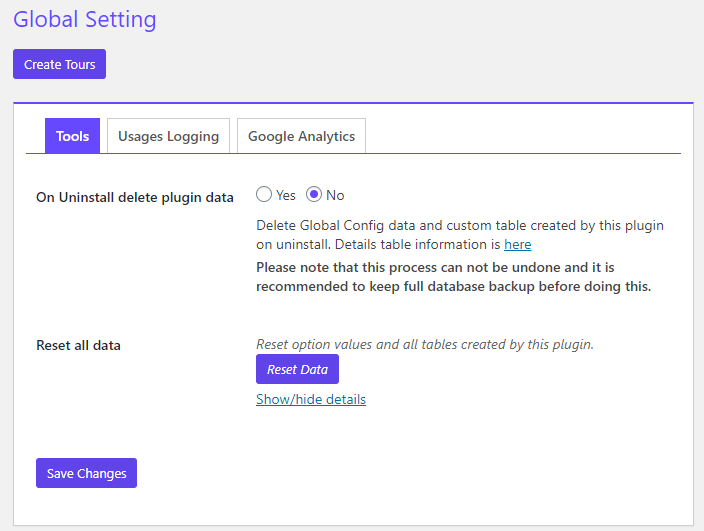 Global Setting
Create Tours
Tools Usages Logging Google Analytics
On Uninstall delete plugin data Yes No
Delete Global Config data and custom table created by this plugin
on uninstall. Details table information is here
Please note that this process can not be undone and it is
recommended to keep full database backup before doing this.
Reset all data Reset option values and all tables created by this plugin.
Reset Data
Show/hide details
Save Changes